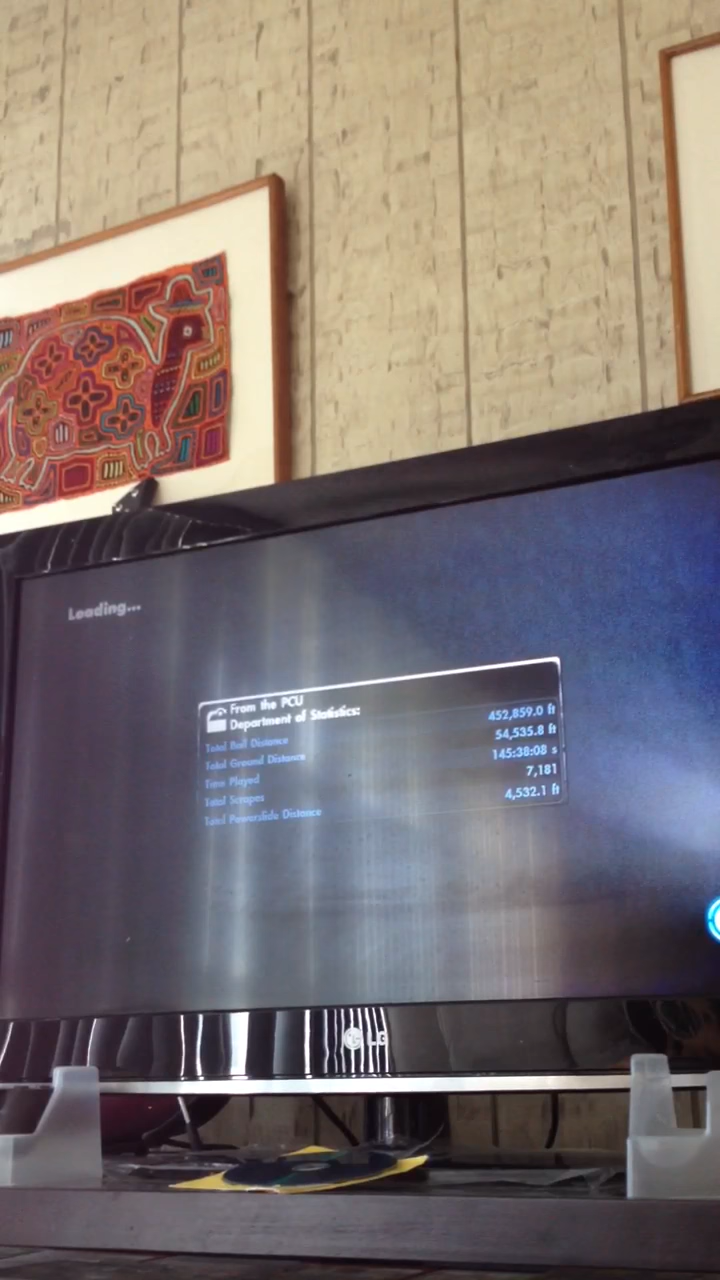 Loading...
From the PCU
Department of Statistics:
Total Rail Distance 452,859.0 ft
Total Ground Distance 54,535.8 ft
Time Played 145:38:08 s
Total Scrapes 7,181
Total Powerslide Distance 4,532.1 ft
LG